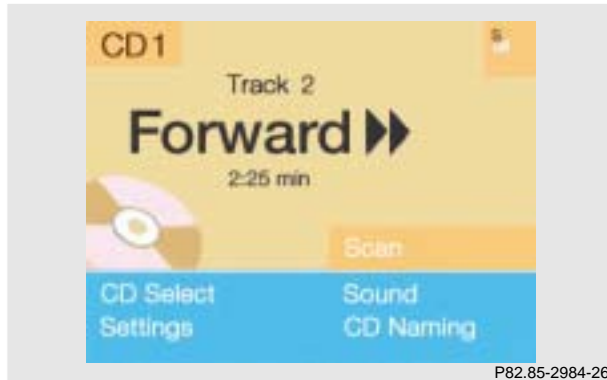 CD1
S
Track 2
Forward
2:25 min
Scan
CD Select Sound
Settings CD Naming
P82.85-2984-26